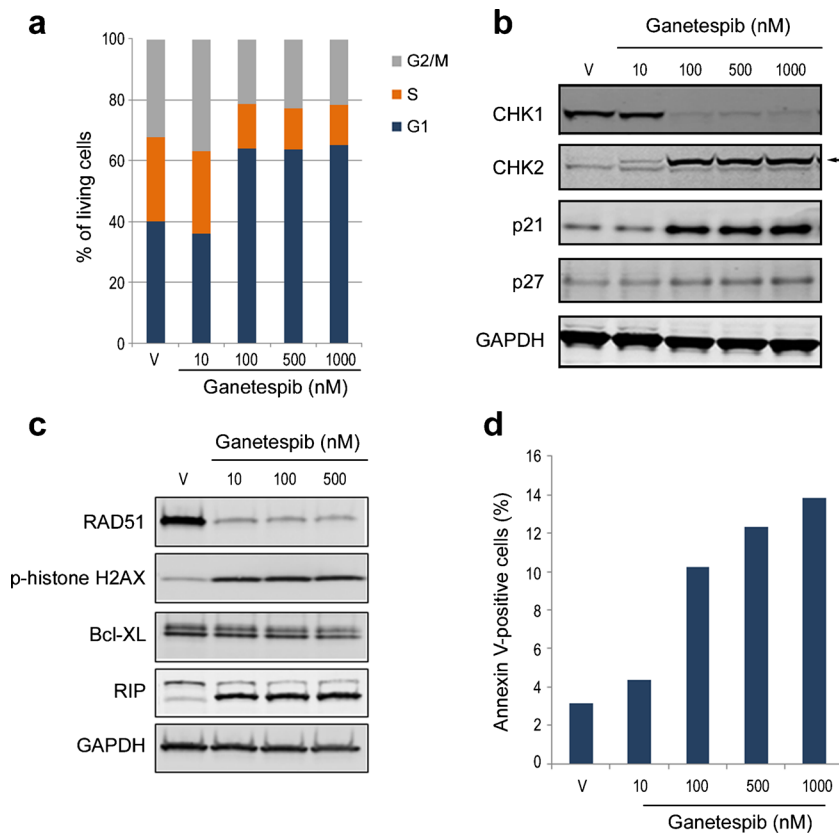 a
100
80
60
40
20
0
% of living cells
G2/M
S
G1
V 10 100 500 1000
Ganetespib (nM)
b
Ganetespib (nM)
V 10 100 500 1000
CHK1
CHK2
p21
p27
GAPDH
c
Ganetespib (nM)
V 10 100 500
RAD51
p-histone H2AX
Bcl-XL
RIP
GAPDH
d
16
14
12
10
8
6
4
2
0
Annexin V-positive cells (%)
V 10 100 500 1000
Ganetespib (nM)